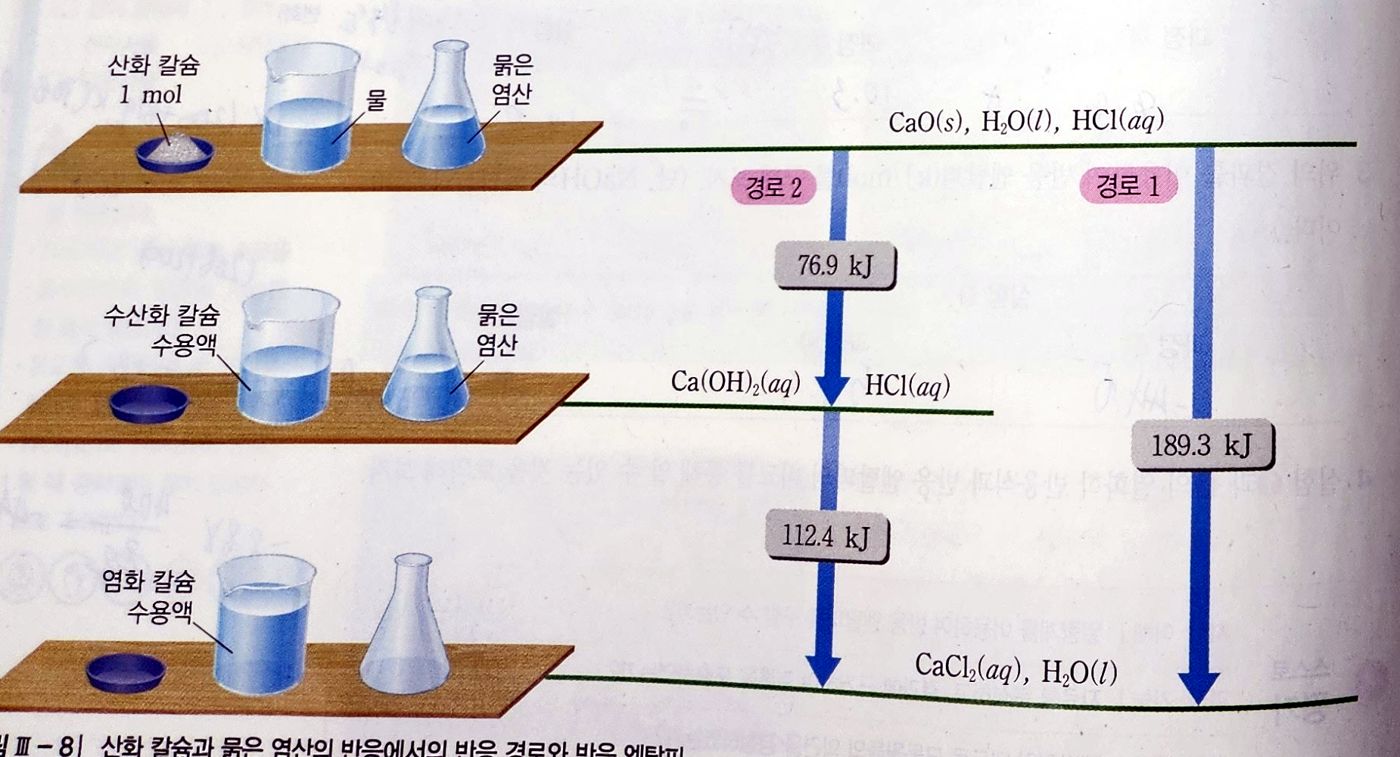 산화 칼슘
1 mol
물
묽은
염산
CaO(s), H₂O(l), HCl(aq)
경로 2
경로 1
76.9 kJ
수산화 칼슘
수용액
묽은
염산
Ca(OH)₂(aq) HCl(aq)
189.3 kJ
112.4 kJ
염화 칼슘
수용액
CaCl₂(aq), H₂O(l)
Ⅲ-8| 산화 칼슘과 묽은 염산의 반응에서의 반응 경로와 반응 엔탈피